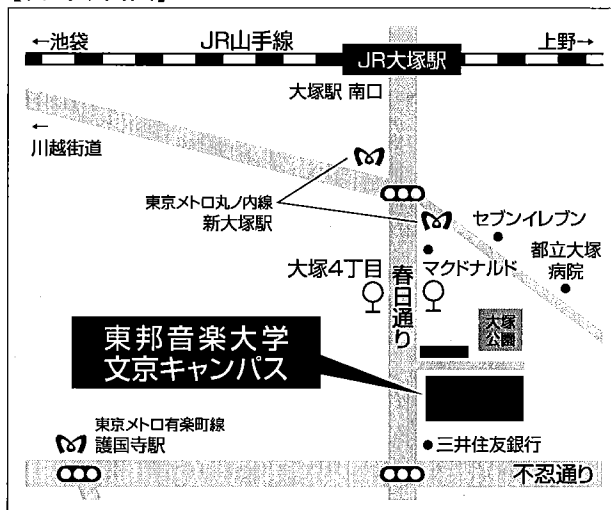 ←池袋
JR山手線
上野→
JR大塚駅
大塚駅 南口
←
川越街道
東京メトロ丸ノ内線
新大塚駅
セブンイレブン
都立大塚
病院
マクドナルド
大塚4丁目
春日通り
大塚
公園
東邦音楽大学
文京キャンパス
東京メトロ有楽町線
護国寺駅
●三井住友銀行
不忍通り